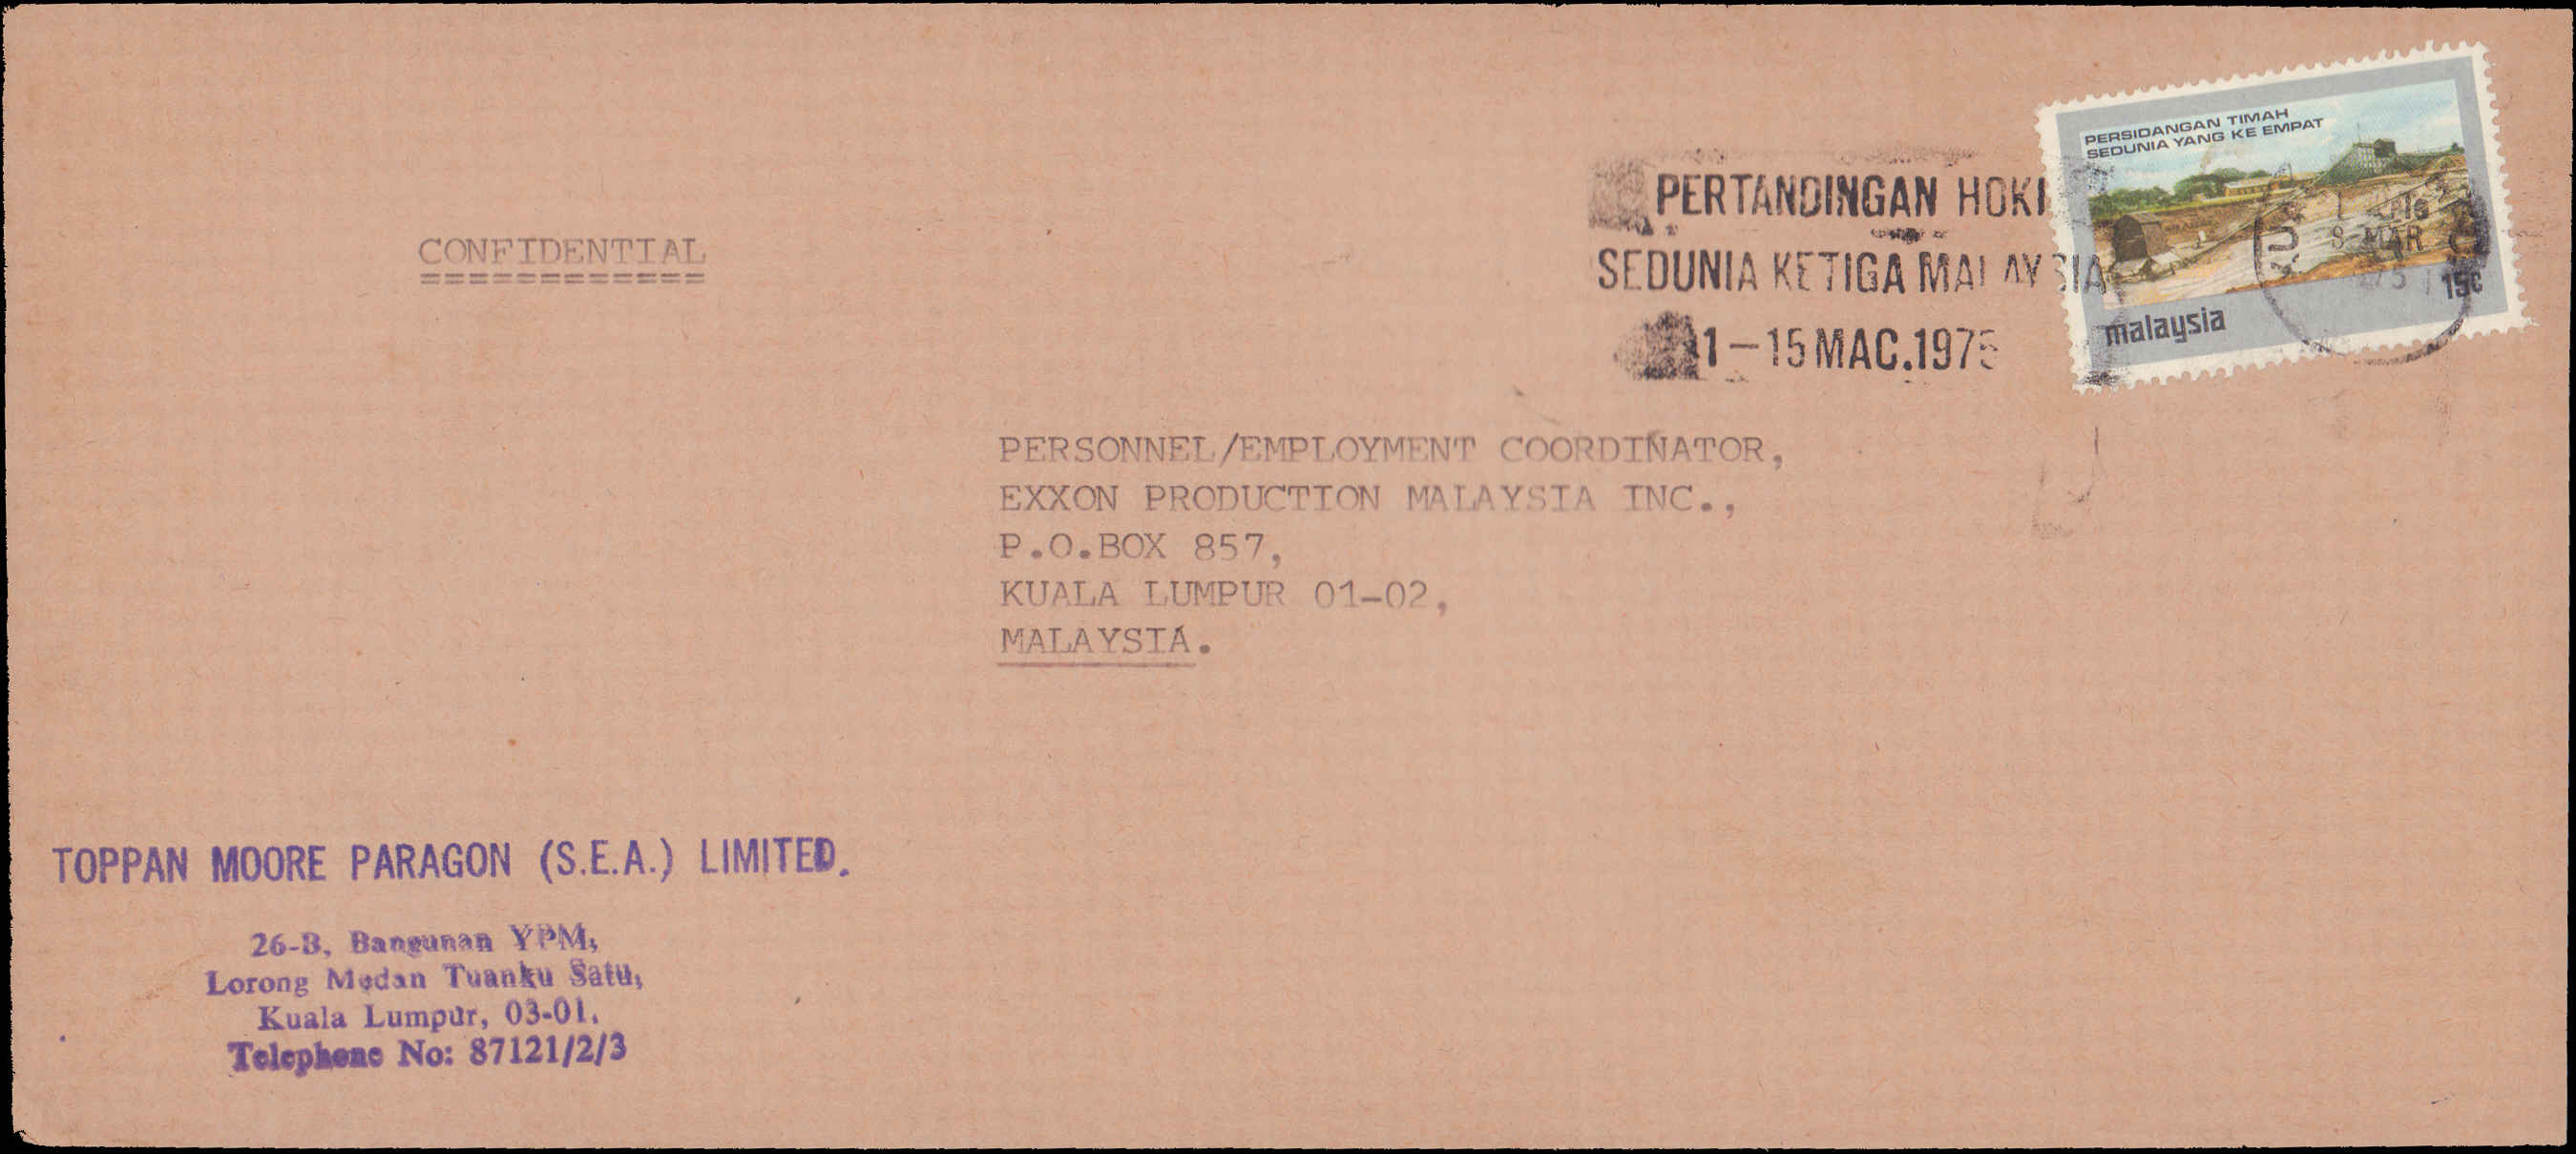 PERSIDANGAN TIMAH
SEDUNIA YANG KE EMPAT
15c
malaysia
PERTANDINGAN HOKI
SEDUNIA KETIGA MALAYSIA
1-15 MAC.1975
8 MAR
CONFIDENTIAL
============
PERSONNEL/EMPLOYMENT COORDINATOR,
EXXON PRODUCTION MALAYSIA INC.,
P.O.BOX 857,
KUALA LUMPUR 01-02,
MALAYSIA.
TOPPAN MOORE PARAGON (S.E.A.) LIMITED.
26-B, Bangunan YPM,
Lorong Medan Tuanku Satu,
Kuala Lumpur, 03-01.
Telephone No: 87121/2/3